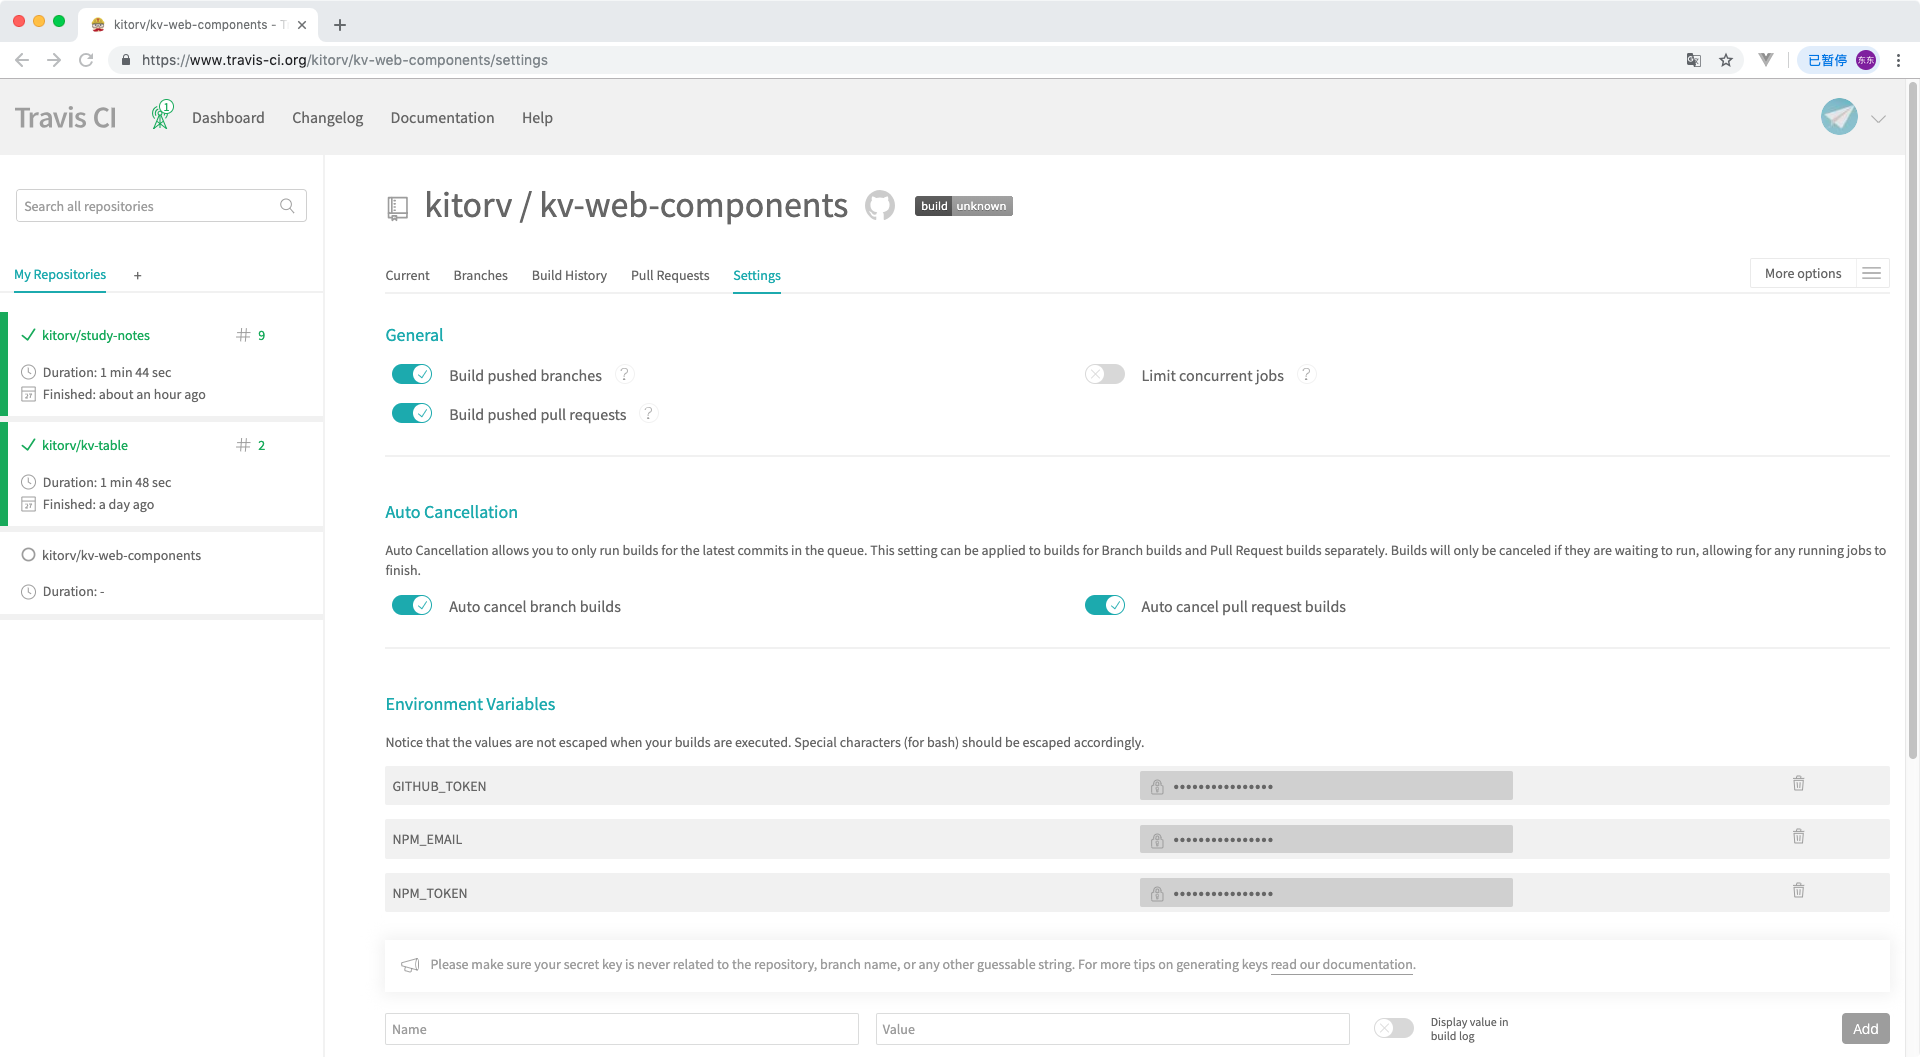 kitorv/kv-web-components - T
https://www.travis-ci.org/kitorv/kv-web-components/settings
已暂停
东东
Travis CI
1
Dashboard
Changelog
Documentation
Help
Search all repositories
My Repositories +
kitorv/study-notes
# 9
Duration: 1 min 44 sec
27
Finished: about an hour ago
kitorv/kv-table
# 2
Duration: 1 min 48 sec
27
Finished: a day ago
kitorv/kv-web-components
Duration: -
kitorv / kv-web-components
build unknown
Current
Branches
Build History
Pull Requests
Settings
More options
General
Build pushed branches ?
Limit concurrent jobs ?
Build pushed pull requests ?
Auto Cancellation
Auto Cancellation allows you to only run builds for the latest commits in the queue. This setting can be applied to builds for Branch builds and Pull Request builds separately. Builds will only be canceled if they are waiting to run, allowing for any running jobs to
finish.
Auto cancel branch builds
Auto cancel pull request builds
Environment Variables
Notice that the values are not escaped when your builds are executed. Special characters (for bash) should be escaped accordingly.
GITHUB_TOKEN
••••••••••••••••
NPM_EMAIL
••••••••••••••••
NPM_TOKEN
••••••••••••••••
Please make sure your secret key is never related to the repository, branch name, or any other guessable string. For more tips on generating keys read our documentation.
Name
Value
Display value in
build log
Add